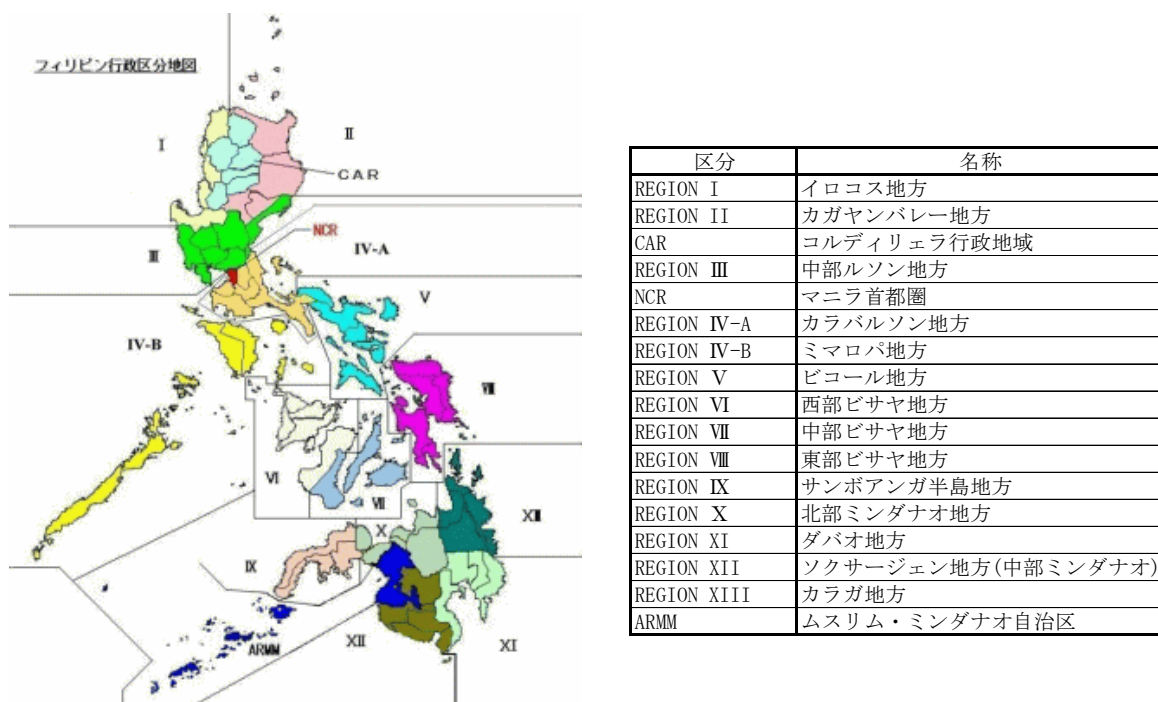 フィリピン行政区分地図
I
II
CAR
NCR
III
IV-A
V
IV-B
VIII
VI
VII
XIII
X
IX
ARMM
XII
XI
区分 名称
REGION I イロコス地方
REGION II カガヤンバレー地方
CAR コルディリェラ行政地域
REGION Ⅲ 中部ルソン地方
NCR マニラ首都圏
REGION Ⅳ-A カラバルソン地方
REGION Ⅳ-B ミマロパ地方
REGION Ⅴ ビコール地方
REGION Ⅵ 西部ビサヤ地方
REGION Ⅶ 中部ビサヤ地方
REGION Ⅷ 東部ビサヤ地方
REGION Ⅸ サンボアンガ半島地方
REGION Ⅹ 北部ミンダナオ地方
REGION XI ダバオ地方
REGION XII ソクサージェン地方(中部ミンダナオ)
REGION XIII カラガ地方
ARMM ムスリム・ミンダナオ自治区